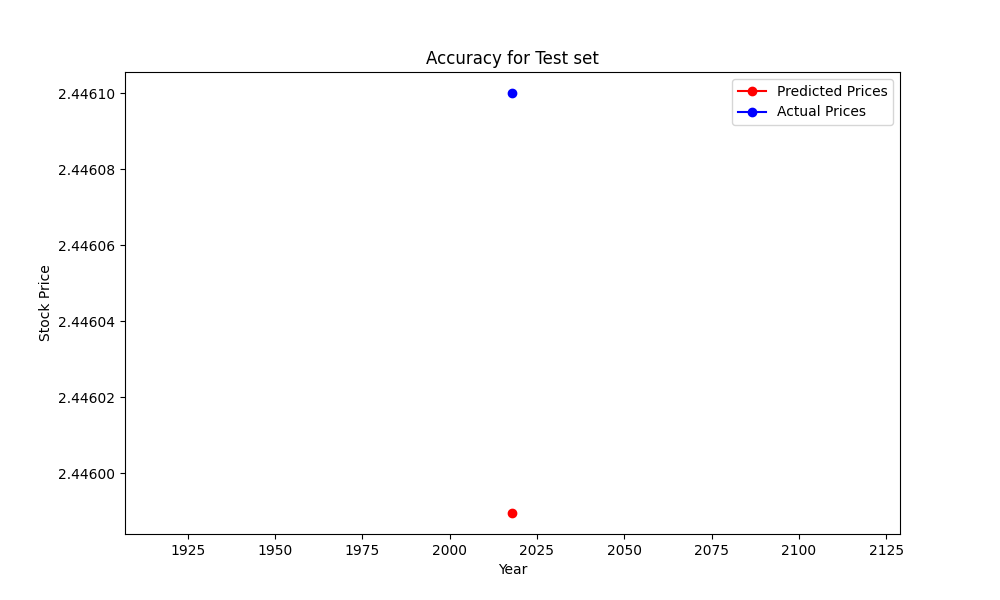 Accuracy for Test set
Predicted Prices
Actual Prices
2.44610
2.44608
2.44606
2.44604
2.44602
2.44600
Stock Price
1925 1950 1975 2000 2025 2050 2075 2100 2125
Year